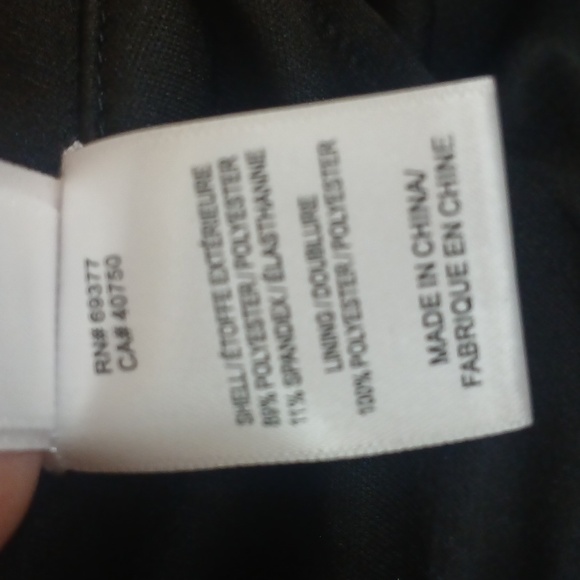 RN# 69377
CA# 40750
SHELL/ÉTOFFE EXTÉRIEURE
89% POLYESTER/POLYESTER
11% SPANDEX/ÉLASTHANNE
LINING/DOUBLURE
100% POLYESTER/POLYESTER
MADE IN CHINA/
FABRIQUE EN CHINE